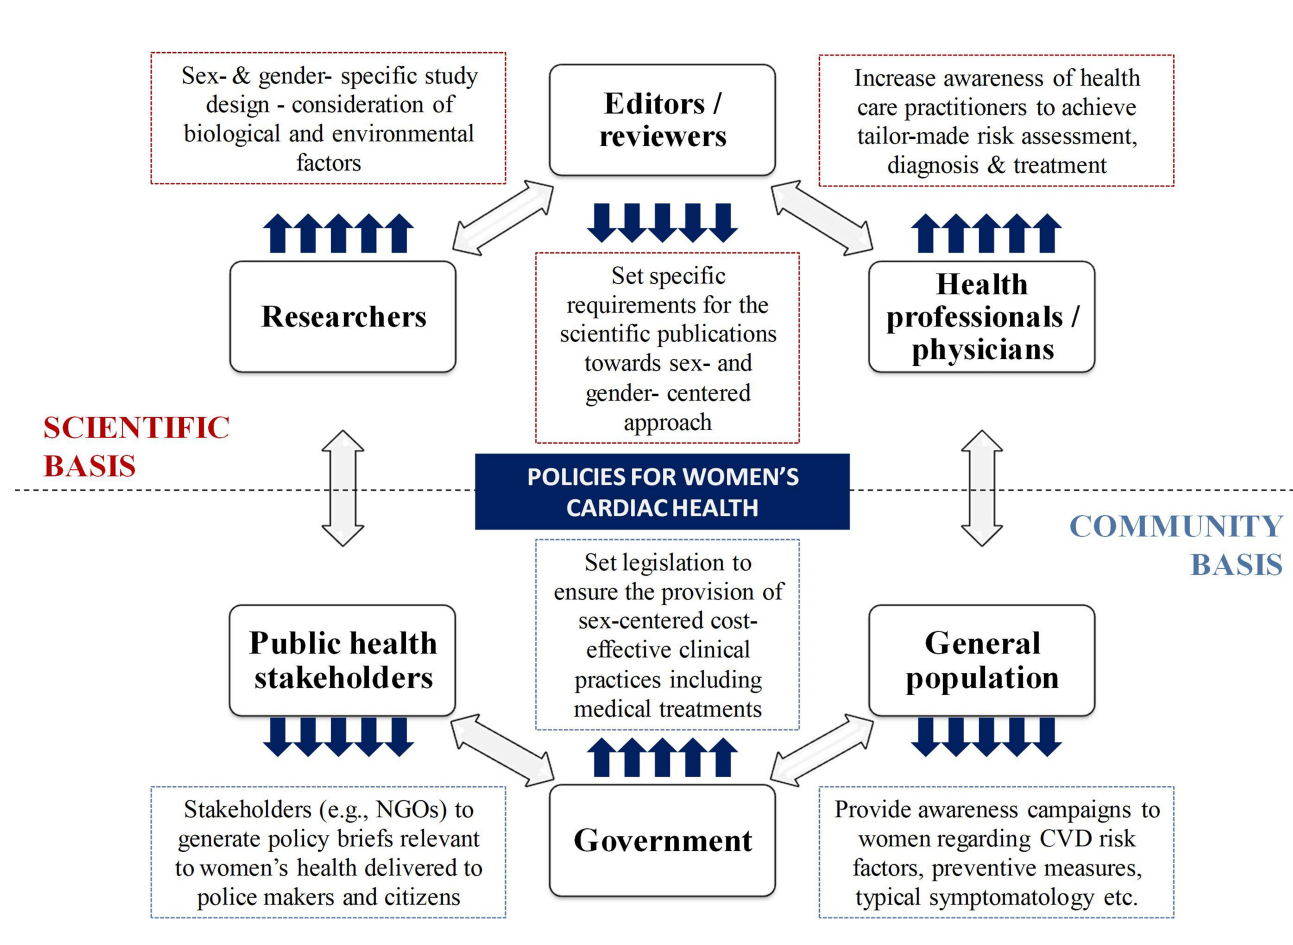 Sex- & gender- specific study
design - consideration of
biological and environmental
factors
Editors /
reviewers
Increase awareness of health
care practitioners to achieve
tailor-made risk assessment,
diagnosis & treatment
Researchers
Set specific
requirements for the
scientific publications
towards sex- and
gender- centered
approach
Health
professionals /
physicians
SCIENTIFIC
BASIS
POLICIES FOR WOMEN'S
CARDIAC HEALTH
COMMUNITY
BASIS
Public health
stakeholders
Set legislation to
ensure the provision of
sex-centered cost-
effective clinical
practices including
medical treatments
General
population
Stakeholders (e.g., NGOs) to
generate policy briefs relevant
to women's health delivered to
police makers and citizens
Government
Provide awareness campaigns to
women regarding CVD risk
factors, preventive measures,
typical symptomatology etc.